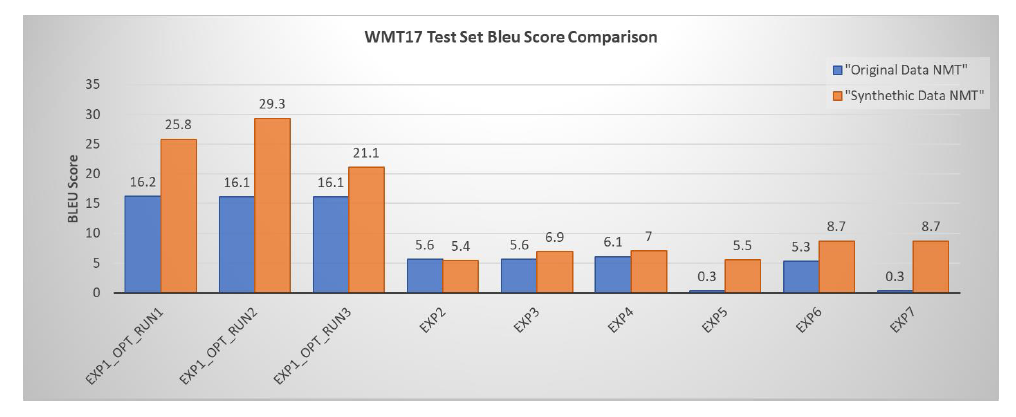 WMT17 Test Set Bleu Score Comparison
"Original Data NMT"
"Synthethic Data NMT"
BLEU Score
35
30
25
20
15
10
5
0
16.2
25.8
16.1
29.3
16.1
21.1
5.6
5.4
5.6
6.9
6.1
7
0.3
5.5
5.3
8.7
0.3
8.7
EXP1_OPT_RUN1
EXP1_OPT_RUN2
EXP1_OPT_RUN3
EXP2
EXP3
EXP4
EXP5
EXP6
EXP7